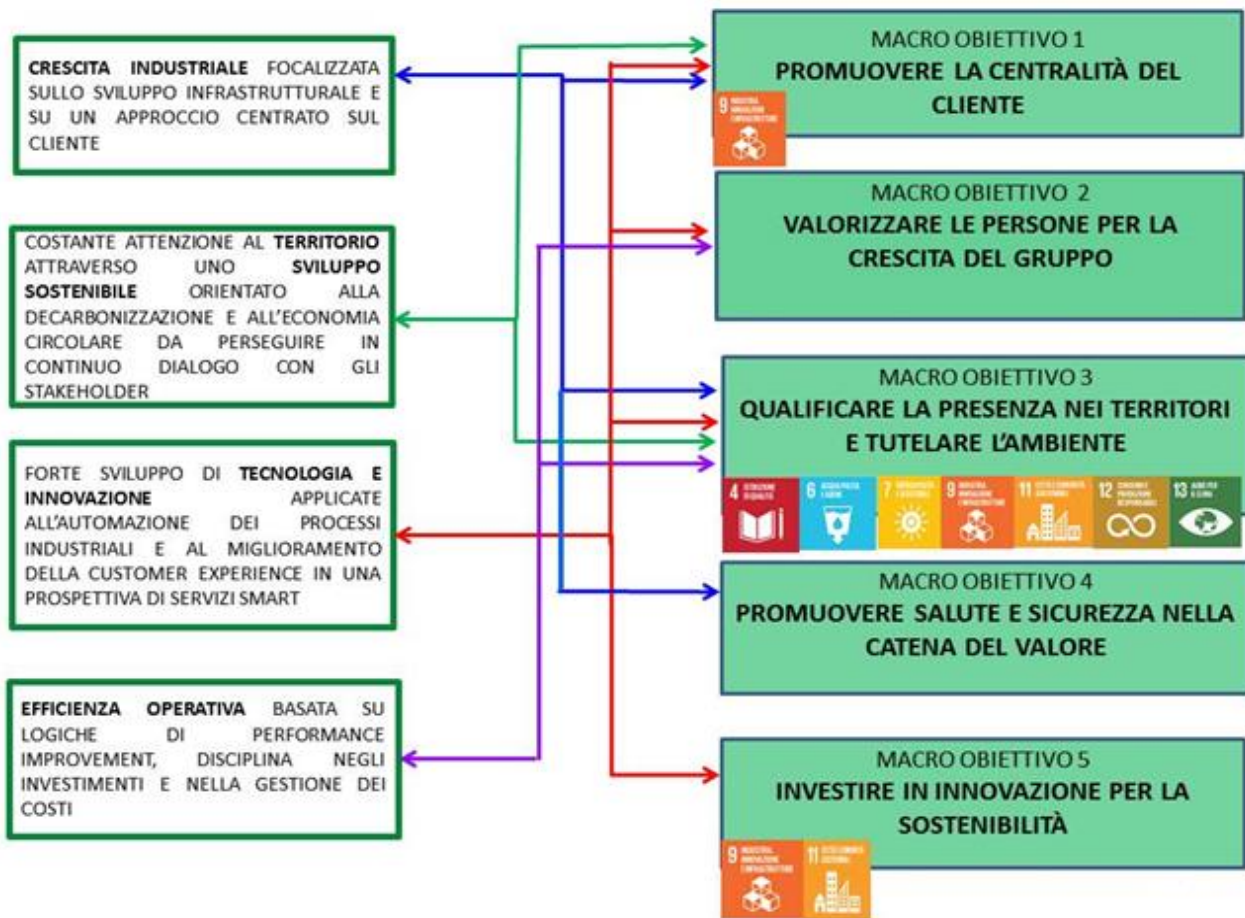 CRESCITA INDUSTRIALE FOCALIZZATA
SULLO SVILUPPO INFRASTRUTTURALE E
SU UN APPROCCIO CENTRATO SUL
CLIENTE
COSTANTE ATTENZIONE AL TERRITORIO
ATTRAVERSO UNO SVILUPPO
SOSTENIBILE ORIENTATO ALLA
DECARBONIZZAZIONE E ALL'ECONOMIA
CIRCOLARE DA PERSEGUIRE IN
CONTINUO DIALOGO CON GLI
STAKEHOLDER
FORTE SVILUPPO DI TECNOLOGIA E
INNOVAZIONE APPLICATE
ALL'AUTOMAZIONE DEI PROCESSI
INDUSTRIALI E AL MIGLIORAMENTO
DELLA CUSTOMER EXPERIENCE IN UNA
PROSPETTIVA DI SERVIZI SMART
EFFICIENZA OPERATIVA BASATA SU
LOGICHE DI PERFORMANCE
IMPROVEMENT, DISCIPLINA NEGLI
INVESTIMENTI E NELLA GESTIONE DEI
COSTI
MACRO OBIETTIVO 1
PROMUOVERE LA CENTRALITÀ DEL
CLIENTE
9
MACRO OBIETTIVO 2
VALORIZZARE LE PERSONE PER LA
CRESCITA DEL GRUPPO
MACRO OBIETTIVO 3
QUALIFICARE LA PRESENZA NEI TERRITORI
E TUTELARE L'AMBIENTE
4 6 7 9 11 12 13
MACRO OBIETTIVO 4
PROMUOVERE SALUTE E SICUREZZA NELLA
CATENA DEL VALORE
MACRO OBIETTIVO 5
INVESTIRE IN INNOVAZIONE PER LA
SOSTENIBILITÀ
9 11